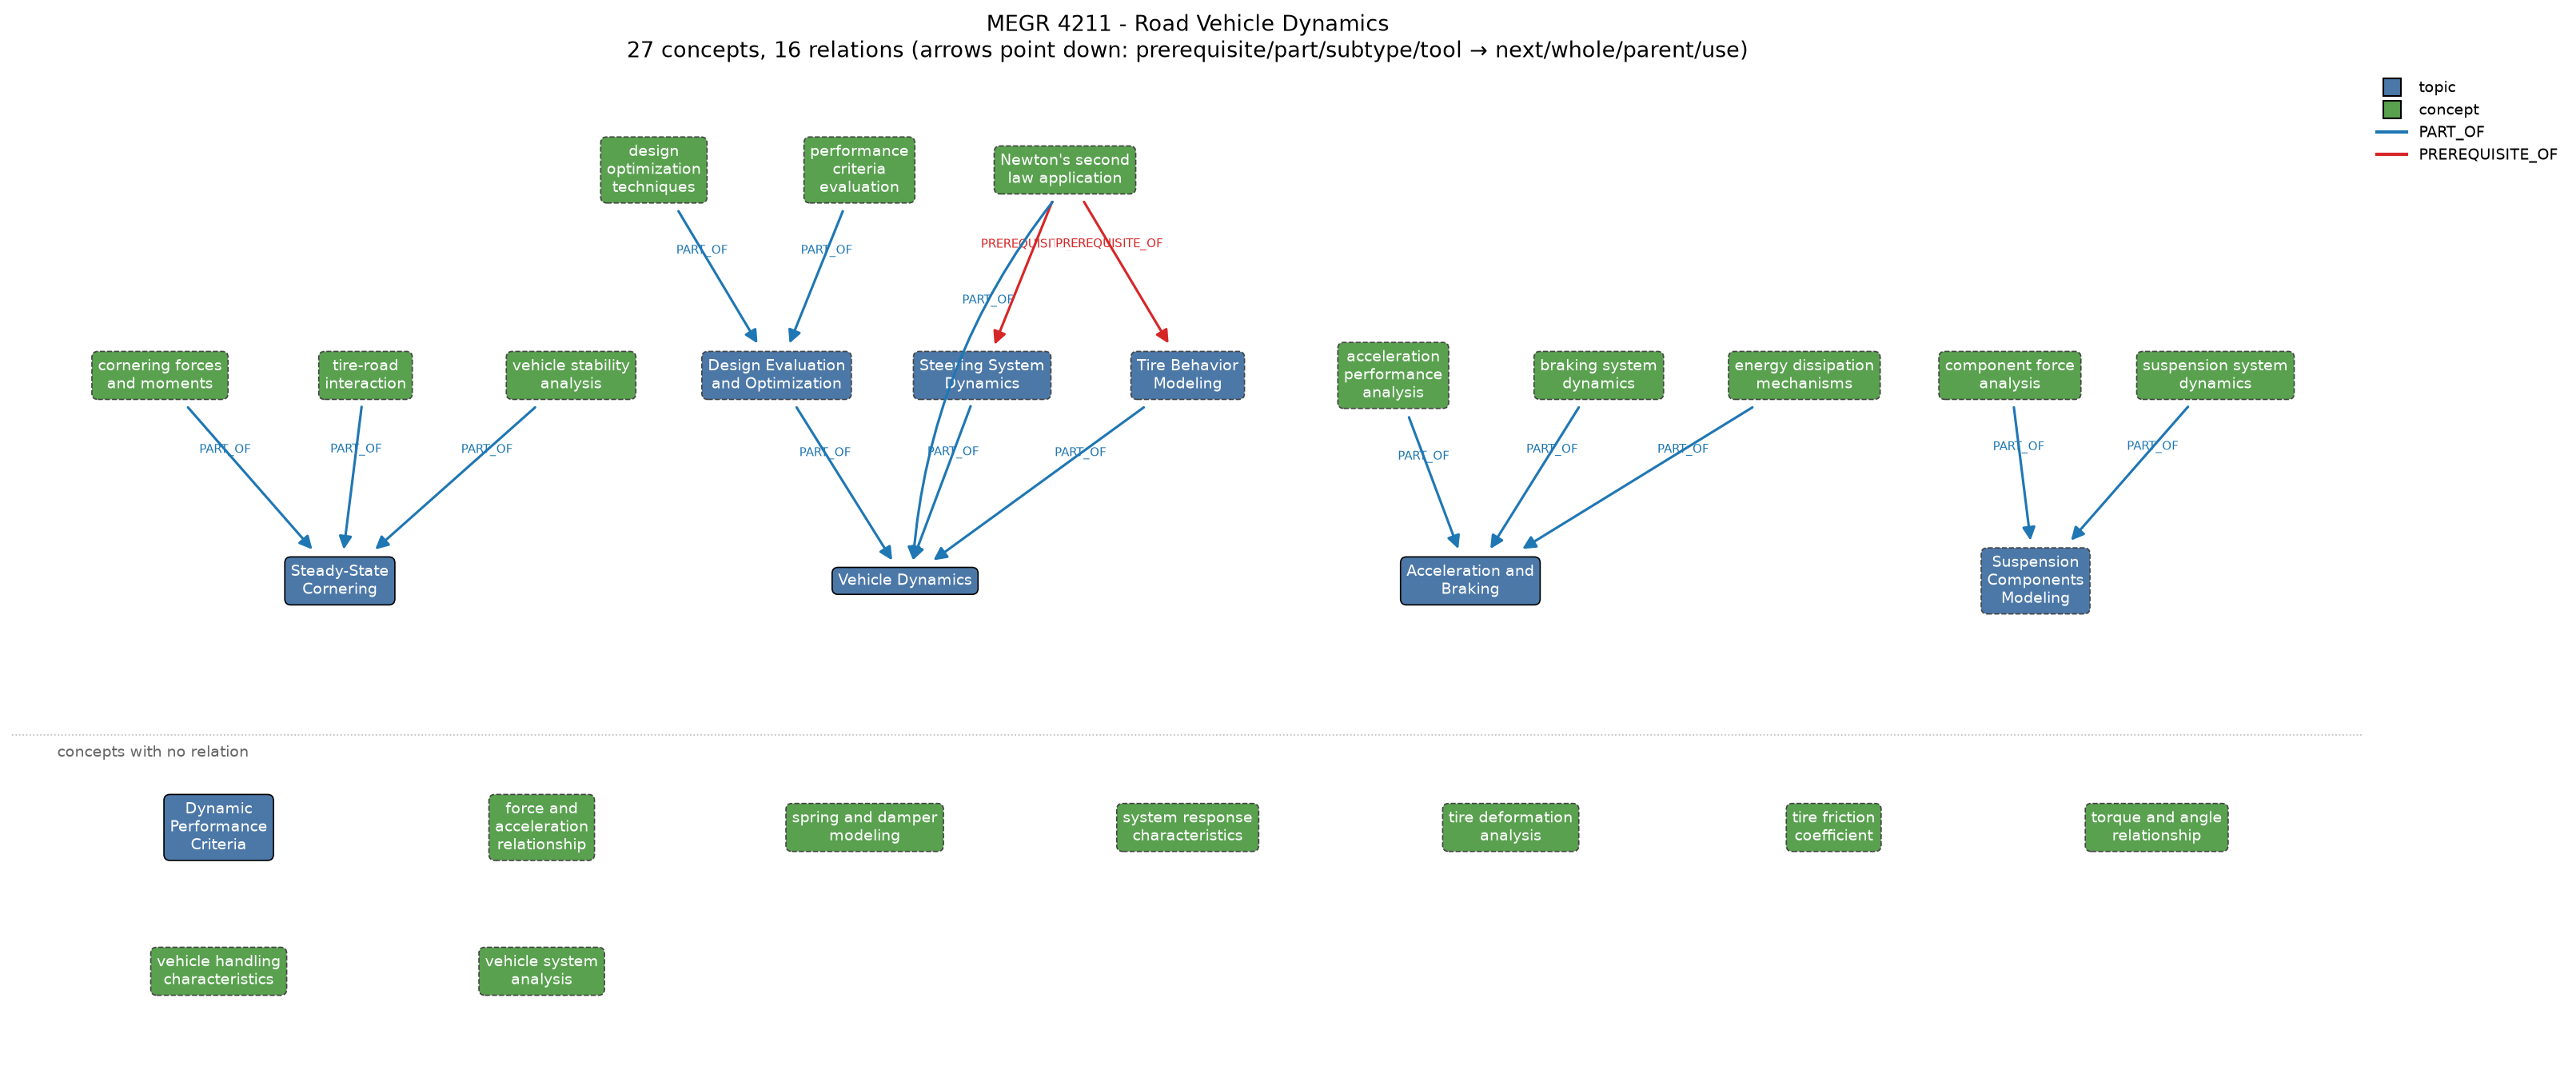 MEGR 4211 - Road Vehicle Dynamics
27 concepts, 16 relations (arrows point down: prerequisite/part/subtype/tool → next/whole/parent/use)
topic
concept
PART_OF
PREREQUISITE_OF
design
optimization
techniques
performance
criteria
evaluation
Newton's second
law application
PART_OF
PART_OF
PREREQUISIT
PREREQUISITE_OF
PART_OF
cornering forces
and moments
tire-road
interaction
vehicle stability
analysis
Design Evaluation
and Optimization
Steering System
Dynamics
Tire Behavior
Modeling
acceleration
performance
analysis
braking system
dynamics
energy dissipation
mechanisms
component force
analysis
suspension system
dynamics
PART_OF
PART_OF
PART_OF
PART_OF
PART_OF
PART_OF
PART_OF
PART_OF
PART_OF
PART_OF
PART_OF
Steady-State
Cornering
Vehicle Dynamics
Acceleration and
Braking
Suspension
Components
Modeling
concepts with no relation
Dynamic
Performance
Criteria
force and
acceleration
relationship
spring and damper
modeling
system response
characteristics
tire deformation
analysis
tire friction
coefficient
torque and angle
relationship
vehicle handling
characteristics
vehicle system
analysis